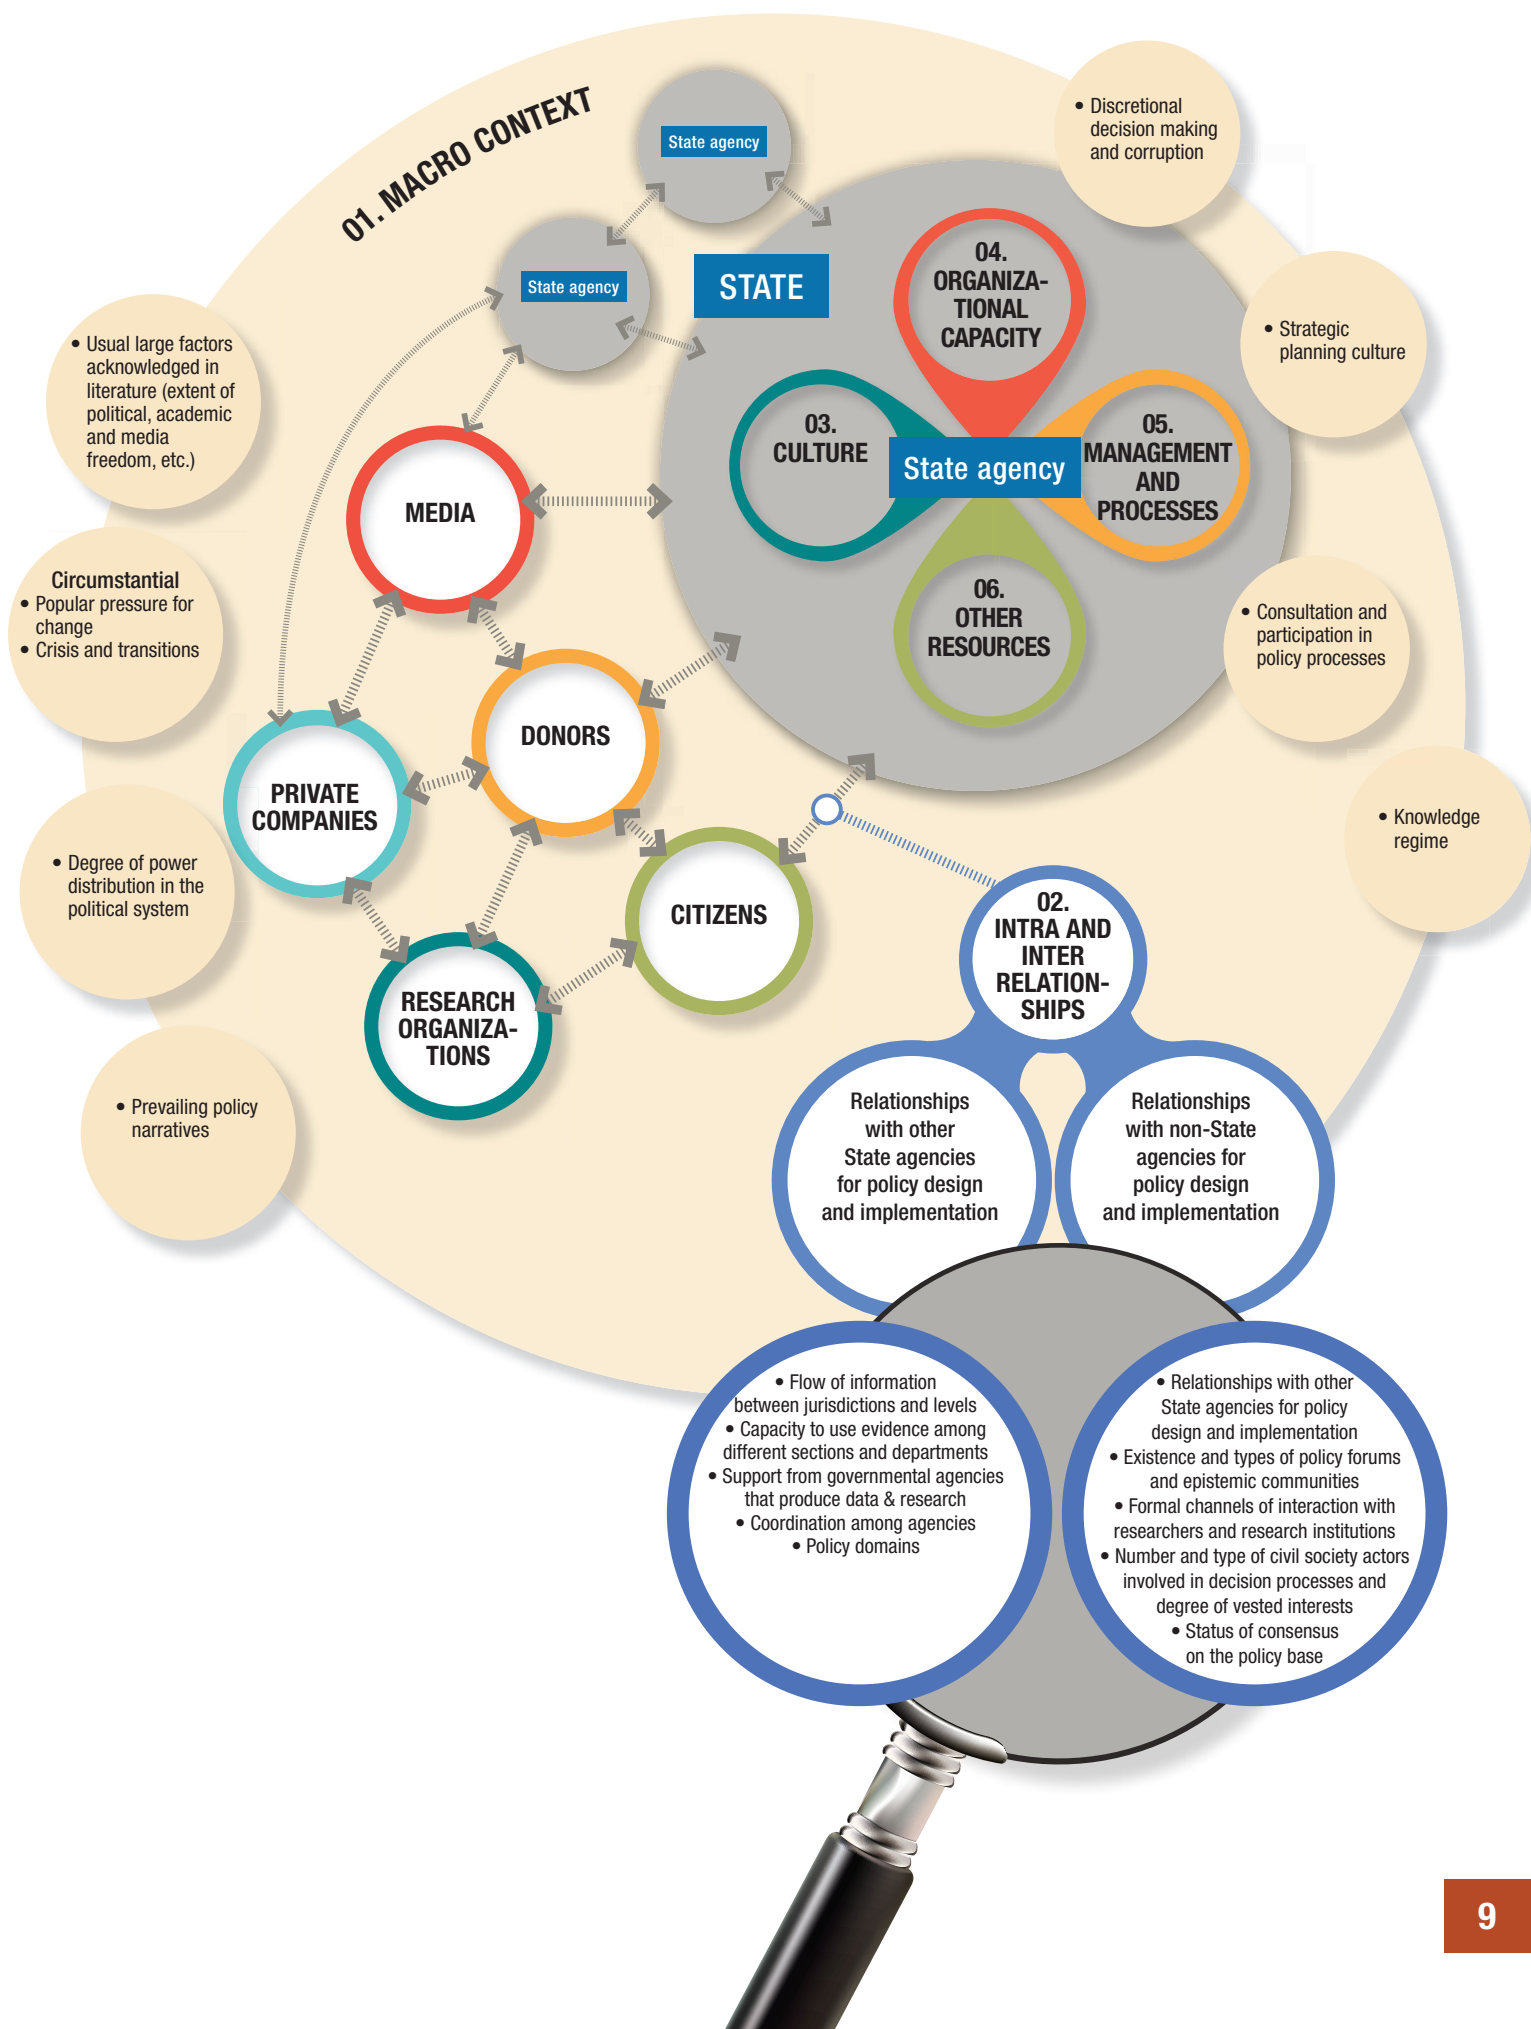 01. MACRO CONTEXT
State agency
State agency
STATE
04.
ORGANIZA-
TIONAL
CAPACITY
03.
CULTURE
State agency
05.
MANAGEMENT
AND
PROCESSES
06.
OTHER
RESOURCES
• Discretional
decision making
and corruption
• Strategic
planning culture
• Consultation and
participation in
policy processes
• Knowledge
regime
• Usual large factors
acknowledged in
literature (extent of
political, academic
and media
freedom, etc.)
Circumstantial
• Popular pressure for
change
• Crisis and transitions
• Degree of power
distribution in the
political system
• Prevailing policy
narratives
MEDIA
DONORS
PRIVATE
COMPANIES
CITIZENS
RESEARCH
ORGANIZA-
TIONS
02.
INTRA AND
INTER
RELATION-
SHIPS
Relationships
with other
State agencies
for policy design
and implementation
Relationships
with non-State
agencies for
policy design
and implementation
• Flow of information
between jurisdictions and levels
• Capacity to use evidence among
different sections and departments
• Support from governmental agencies
that produce data & research
• Coordination among agencies
• Policy domains
• Relationships with other
State agencies for policy
design and implementation
• Existence and types of policy forums
and epistemic communities
• Formal channels of interaction with
researchers and research institutions
• Number and type of civil society actors
involved in decision processes and
degree of vested interests
• Status of consensus
on the policy base
9